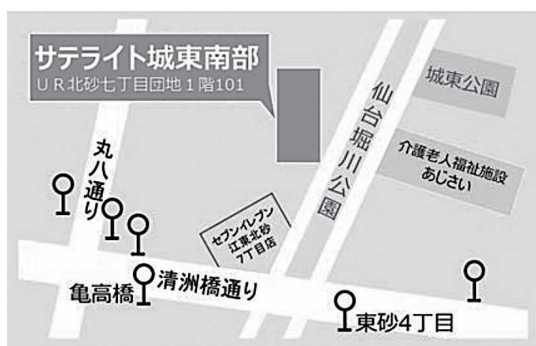 サテライト城東南部
UR北砂七丁目団地1階101
城東公園
仙台堀川公園
介護老人福祉施設
あじさい
丸八通り
セブンイレブン
江東北砂
7丁目店
清洲橋通り
亀高橋
東砂4丁目